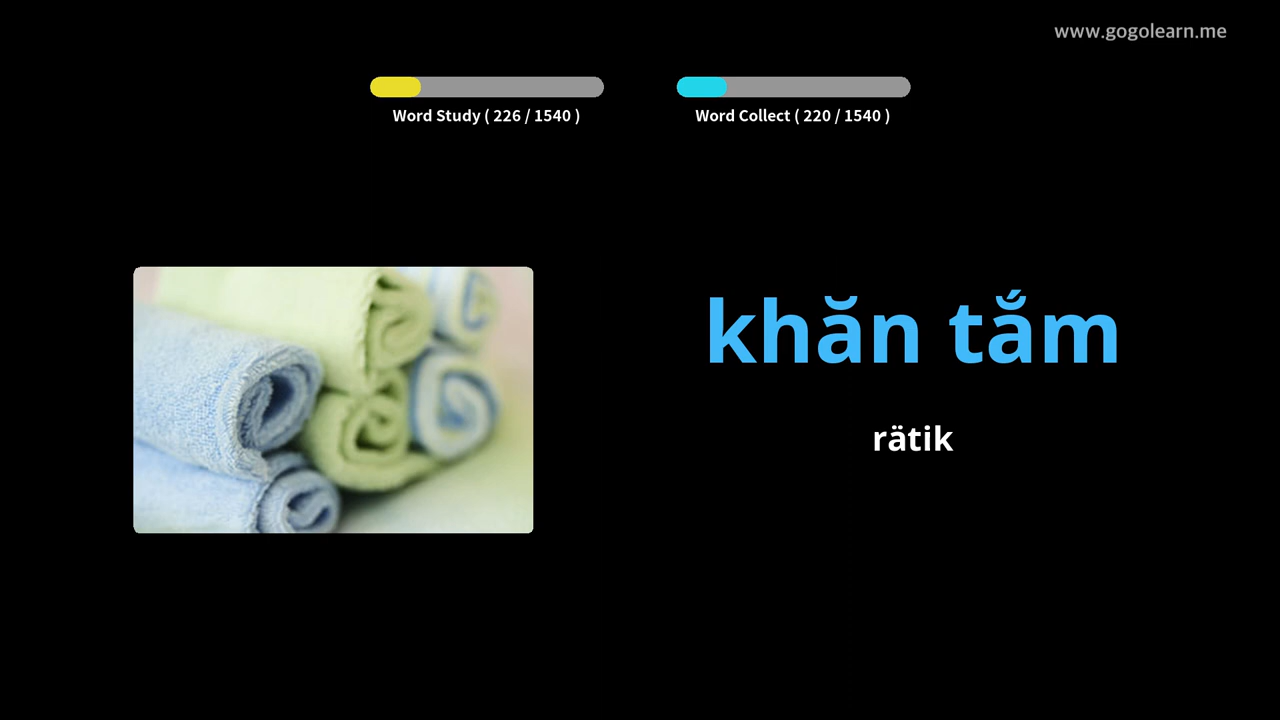 www.gogolearn.me
Word Study ( 226 / 1540 )
Word Collect ( 220 / 1540 )
khăn tắm
rätik